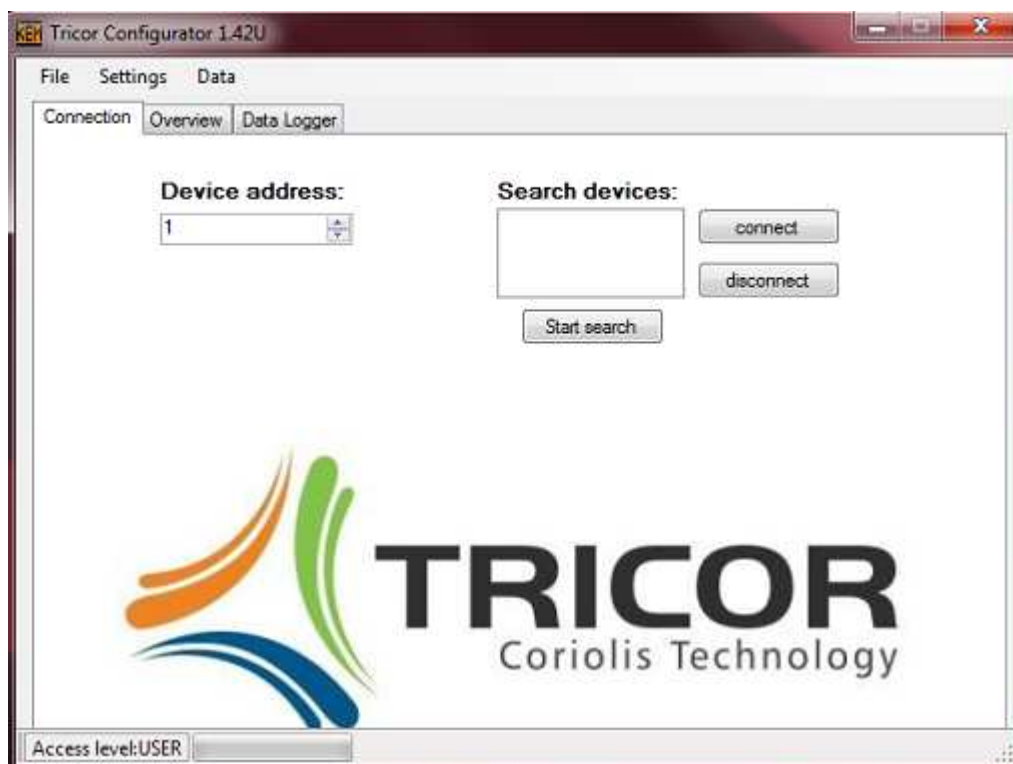 KEM Tricor Configurator 1.42U
File Settings Data
Connection Overview Data Logger
Device address:
1
Search devices:
connect
disconnect
Start search
TRICOR
Coriolis Technology
Access level:USER